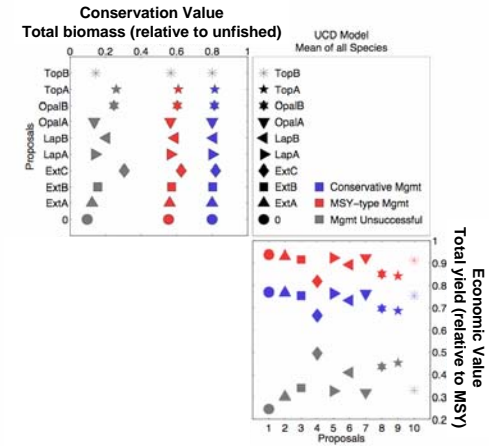 Conservation Value
Total biomass (relative to unfished)
0 0.2 0.4 0.6 0.8 1
UCD Model
Mean of all Species
Proposals
TopB
TopA
OpalB
OpalA
LapB
LapA
ExtC
ExtB
ExtA
0
TopB
TopA
OpalB
OpalA
LapB
LapA
ExtC
ExtB
ExtA
0
Conservative Mgmt
MSY-type Mgmt
Mgmt Unsuccessful
1
0.9
0.8
0.7
0.6
0.5
0.4
0.3
0.2
Economic Value
Total yield (relative to MSY)
1 2 3 4 5 6 7 8 9 10
Proposals